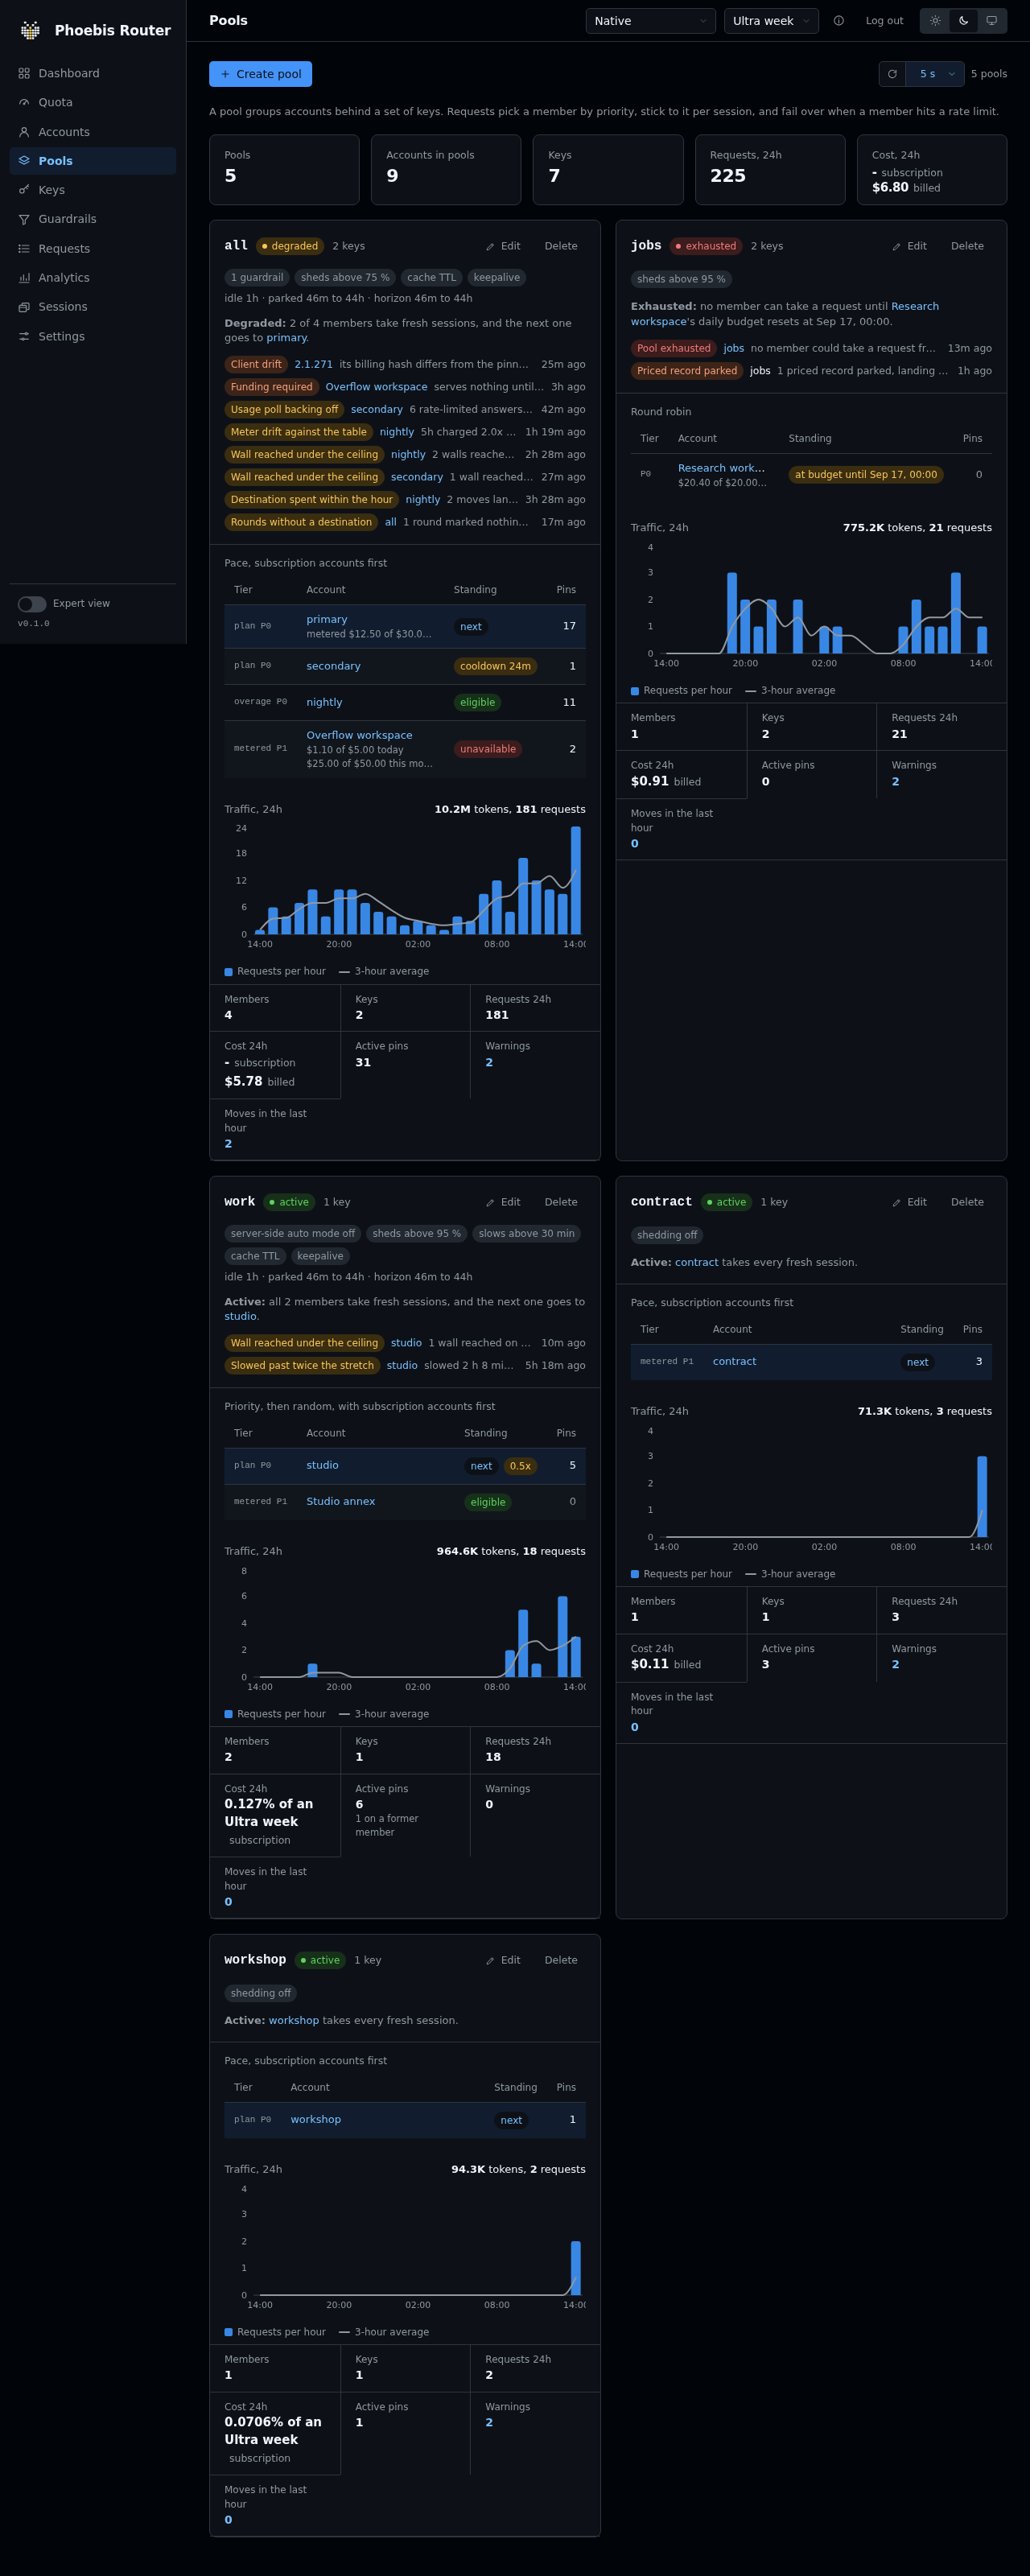 Phoebis Router
Dashboard
Quota
Accounts
Pools
Keys
Guardrails
Requests
Analytics
Sessions
Settings
Expert view
v0.1.0
Pools
Native
Ultra week
Log out
Create pool
5 s
5 pools
A pool groups accounts behind a set of keys. Requests pick a member by priority, stick to it per session, and fail over when a member hits a rate limit.
Pools
5
Accounts in pools
9
Keys
7
Requests, 24h
225
Cost, 24h
- subscription
$6.80 billed
all degraded 2 keys Edit Delete
1 guardrail sheds above 75 % cache TTL keepalive
idle 1h · parked 46m to 44h · horizon 46m to 44h
Degraded: 2 of 4 members take fresh sessions, and the next one
goes to primary.
Client drift 2.1.271 its billing hash differs from the pinn… 25m ago
Funding required Overflow workspace serves nothing until… 3h ago
Usage poll backing off secondary 6 rate-limited answers… 42m ago
Meter drift against the table nightly 5h charged 2.0x … 1h 19m ago
Wall reached under the ceiling nightly 2 walls reache… 2h 28m ago
Wall reached under the ceiling secondary 1 wall reached… 27m ago
Destination spent within the hour nightly 2 moves lan… 3h 28m ago
Rounds without a destination all 1 round marked nothin… 17m ago
Pace, subscription accounts first
Tier Account Standing Pins
plan P0 primary next 17
metered $12.50 of $30.0…
plan P0 secondary cooldown 24m 1
overage P0 nightly eligible 11
metered P1 Overflow workspace unavailable 2
$1.10 of $5.00 today
$25.00 of $50.00 this mo…
Traffic, 24h 10.2M tokens, 181 requests
24
18
12
6
0
14:00 20:00 02:00 08:00 14:00
Requests per hour 3-hour average
Members
4
Keys
2
Requests 24h
181
Cost 24h
- subscription
$5.78 billed
Active pins
31
Warnings
2
Moves in the last
hour
2
jobs exhausted 2 keys Edit Delete
sheds above 95 %
Exhausted: no member can take a request until Research
workspace's daily budget resets at Sep 17, 00:00.
Pool exhausted jobs no member could take a request fr… 13m ago
Priced record parked jobs 1 priced record parked, landing … 1h ago
Round robin
Tier Account Standing Pins
P0 Research work… at budget until Sep 17, 00:00 0
$20.40 of $20.00…
Traffic, 24h 775.2K tokens, 21 requests
4
3
2
1
0
14:00 20:00 02:00 08:00 14:00
Requests per hour 3-hour average
Members
1
Keys
2
Requests 24h
21
Cost 24h
$0.91 billed
Active pins
0
Warnings
2
Moves in the last
hour
0
work active 1 key Edit Delete
server-side auto mode off sheds above 95 % slows above 30 min
cache TTL keepalive
idle 1h · parked 46m to 44h · horizon 46m to 44h
Active: all 2 members take fresh sessions, and the next one goes to
studio.
Wall reached under the ceiling studio 1 wall reached on … 10m ago
Slowed past twice the stretch studio slowed 2 h 8 mi… 5h 18m ago
Priority, then random, with subscription accounts first
Tier Account Standing Pins
plan P0 studio next 0.5x 5
metered P1 Studio annex eligible 0
Traffic, 24h 964.6K tokens, 18 requests
8
6
4
2
0
14:00 20:00 02:00 08:00 14:00
Requests per hour 3-hour average
Members
2
Keys
1
Requests 24h
18
Cost 24h
0.127% of an
Ultra week
subscription
Active pins
6
1 on a former
member
Warnings
0
Moves in the last
hour
0
contract active 1 key Edit Delete
shedding off
Active: contract takes every fresh session.
Pace, subscription accounts first
Tier Account Standing Pins
metered P1 contract next 3
Traffic, 24h 71.3K tokens, 3 requests
4
3
2
1
0
14:00 20:00 02:00 08:00 14:00
Requests per hour 3-hour average
Members
1
Keys
1
Requests 24h
3
Cost 24h
$0.11 billed
Active pins
3
Warnings
2
Moves in the last
hour
0
workshop active 1 key Edit Delete
shedding off
Active: workshop takes every fresh session.
Pace, subscription accounts first
Tier Account Standing Pins
plan P0 workshop next 1
Traffic, 24h 94.3K tokens, 2 requests
4
3
2
1
0
14:00 20:00 02:00 08:00 14:00
Requests per hour 3-hour average
Members
1
Keys
1
Requests 24h
2
Cost 24h
0.0706% of an
Ultra week
subscription
Active pins
1
Warnings
2
Moves in the last
hour
0